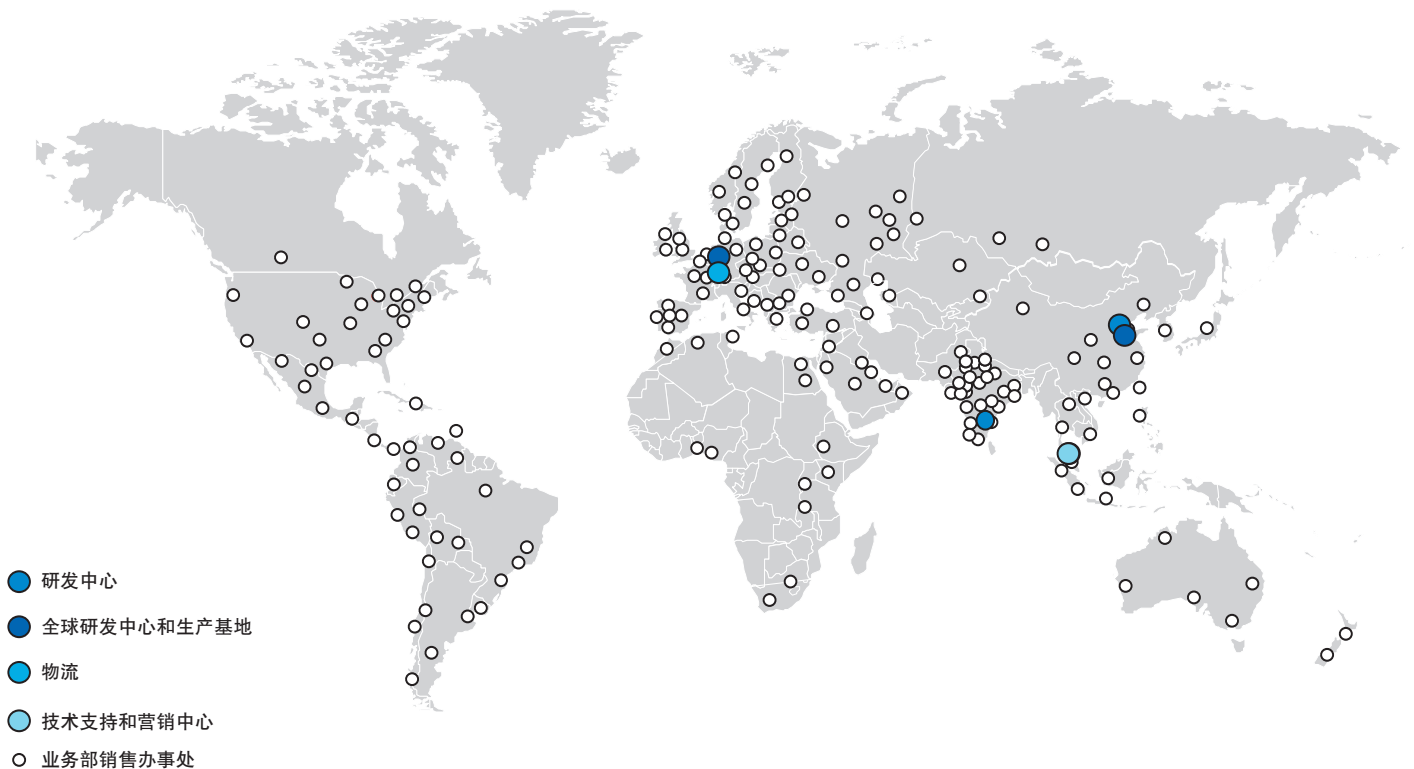 研发中心
全球研发中心和生产基地
物流
技术支持和营销中心
业务部销售办事处